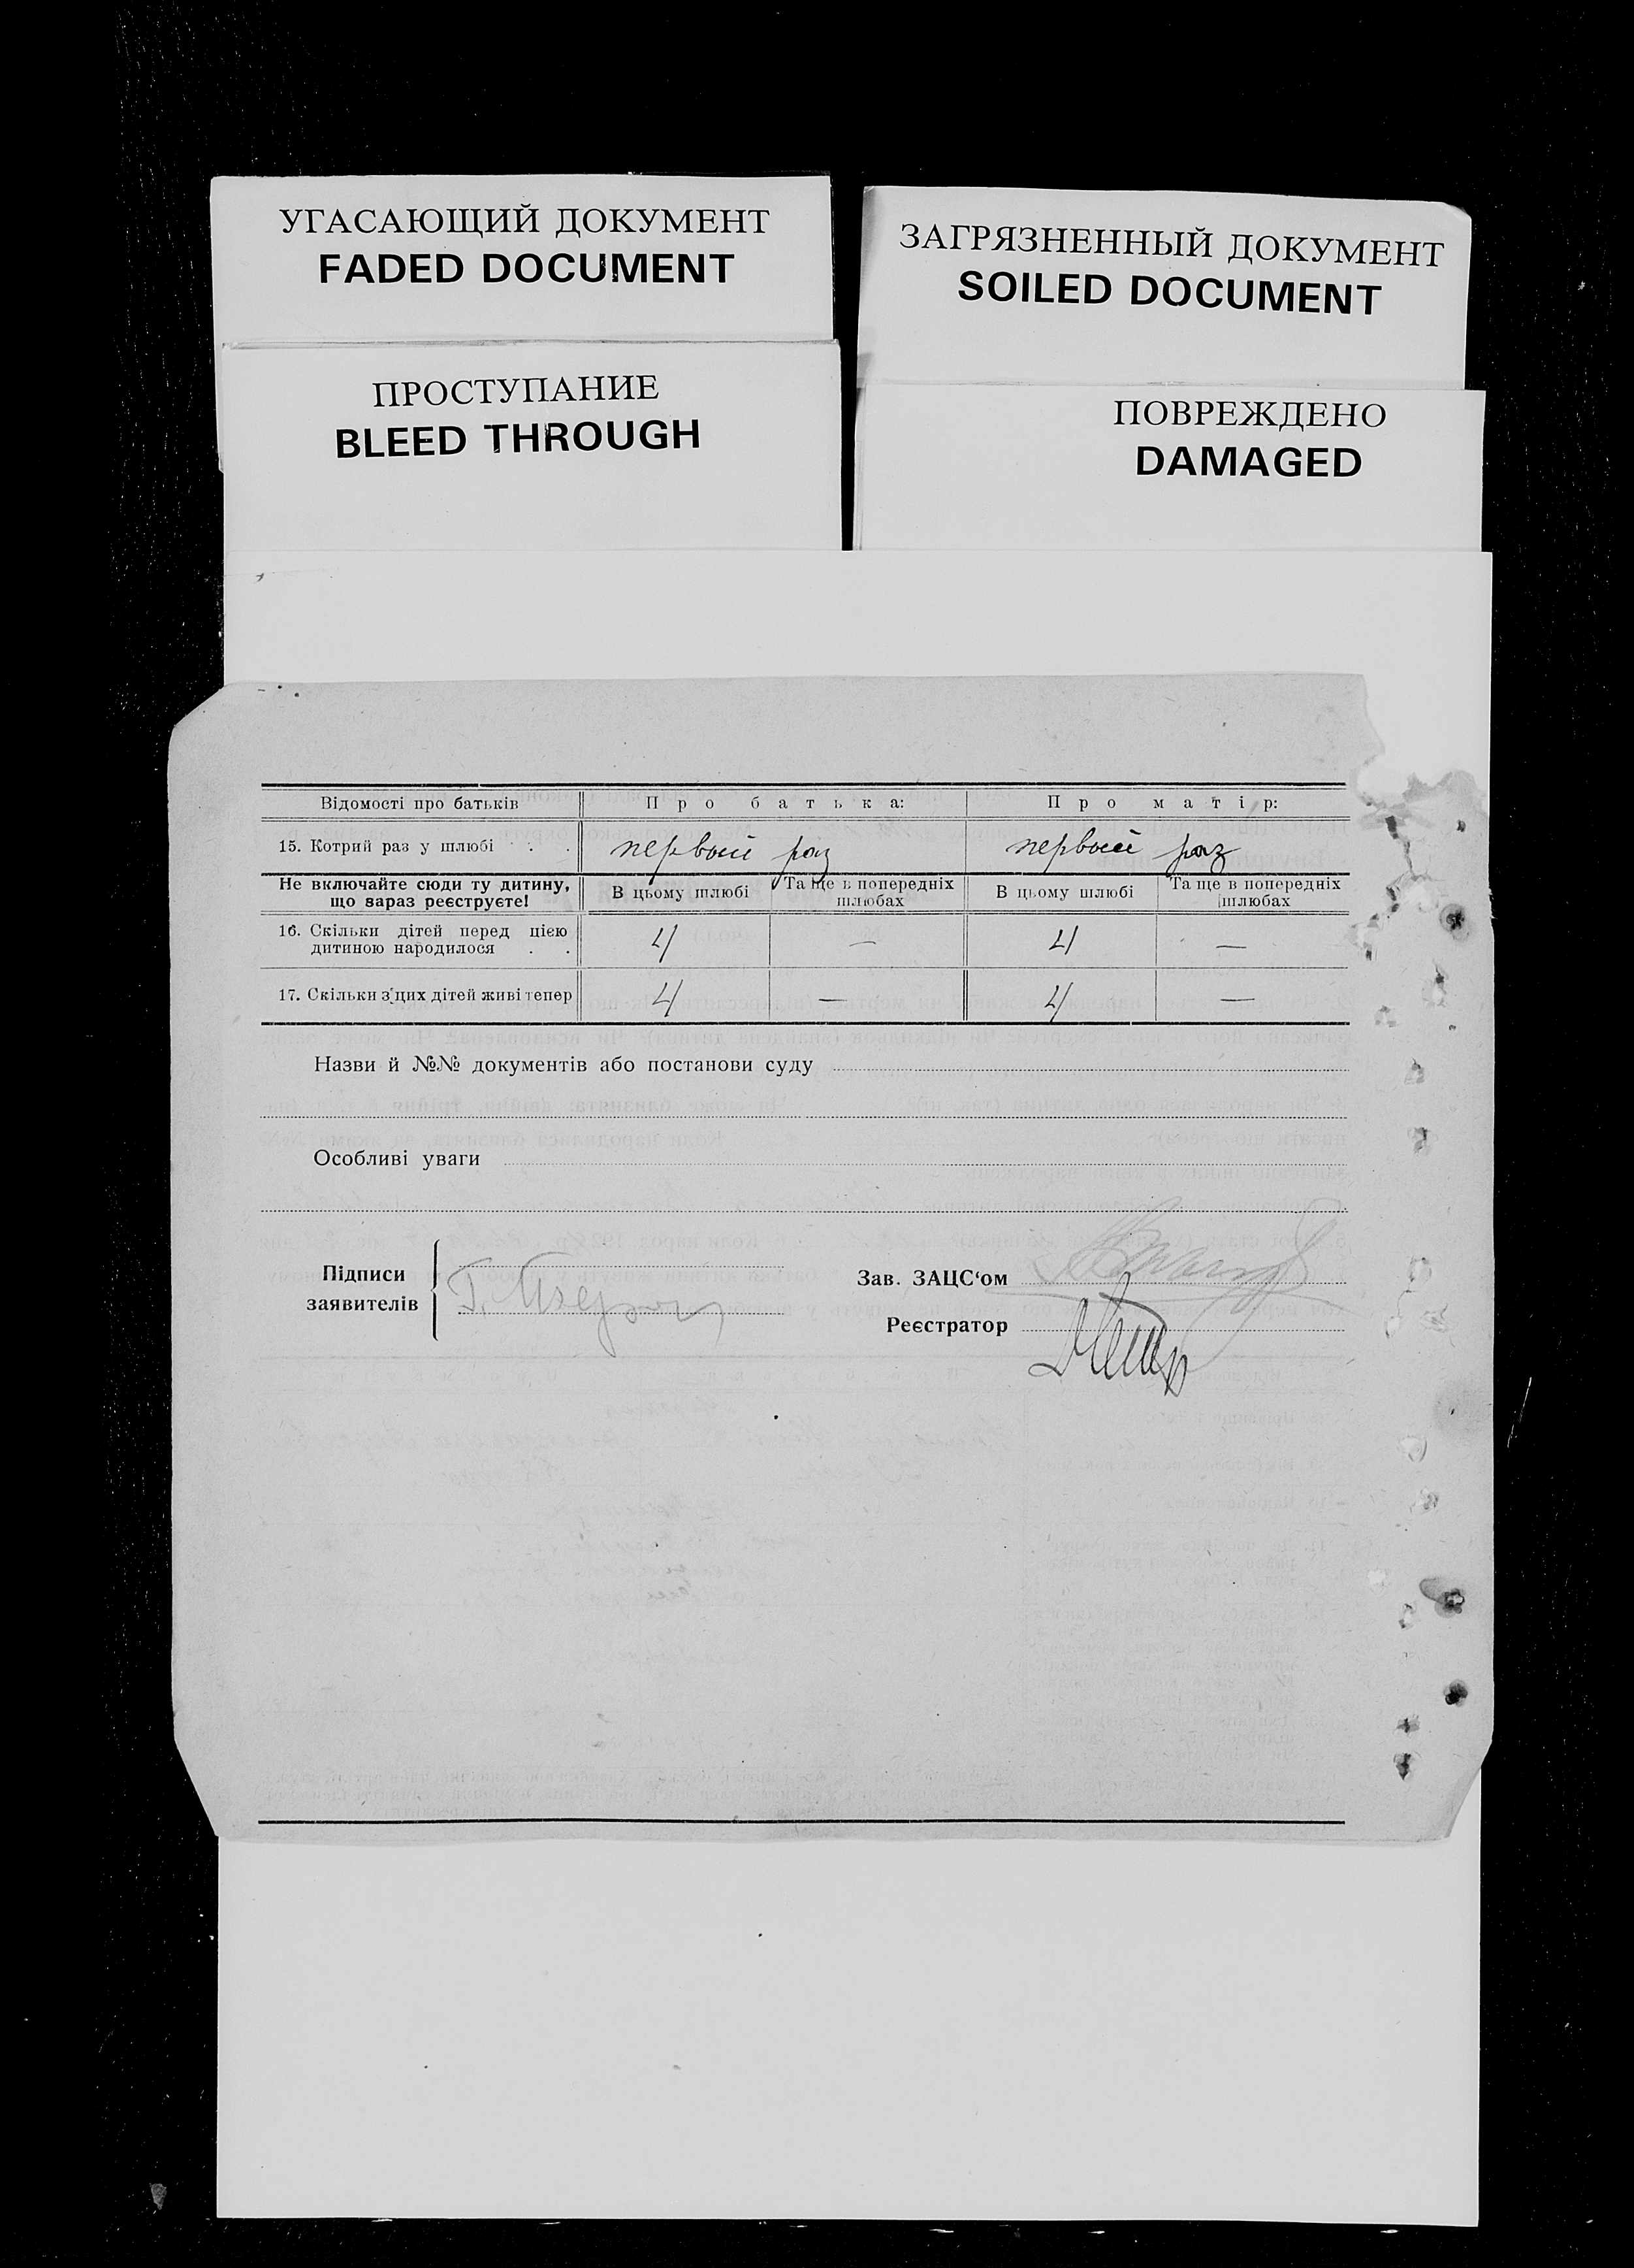 УГАСАЮЩИЙ ДОКУМЕНТ
FADED DOCUMENT
ЗАГРЯЗНЕННЫЙ ДОКУМЕНТ
SOILED DOCUMENT
ПРОСТУПАНИЕ
BLEED THROUGH
ПОВРЕЖДЕНО
DAMAGED
Відомості про батьків Про батька: Про матір:
15. Котрий раз у шлюбі . . первый раз первый раз
Не включайте сюди ту дитину, що зараз реєструєте! В цьому шлюбі Та ще в попередніх шлюбах В цьому шлюбі Та ще в попередніх шлюбах
16. Скільки дітей перед цією
дитиною народилося . . 4 — 4 —
17. Скільки з цих дітей живі тепер 4 — 4 —
Назви й №№ документів або постанови суду
Особливі уваги
Підписи
заявителів
Зав. ЗАЦС‘ом
Реєстратор